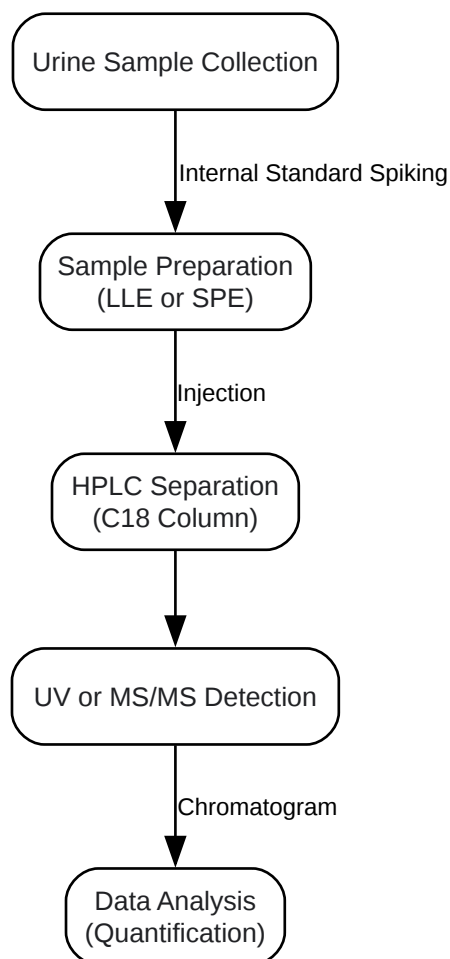 Urine Sample Collection
Internal Standard Spiking
Sample Preparation
(LLE or SPE)
Injection
HPLC Separation
(C18 Column)
UV or MS/MS Detection
Chromatogram
Data Analysis
(Quantification)